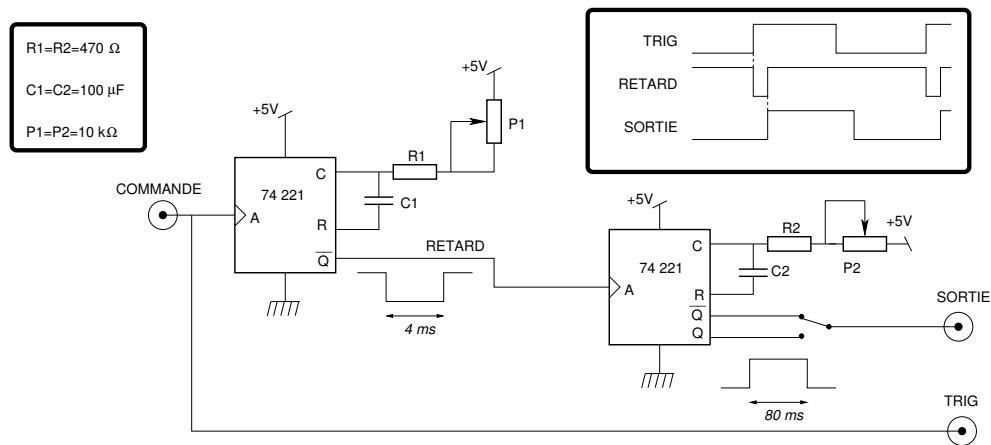 R1=R2=470 Ω
C1=C2=100 µF
P1=P2=10 kΩ
TRIG
RETARD
SORTIE
+5V
P1
+5V
R1
C
74 221
C1
COMMANDE
A
R
Q
RETARD
4 ms
+5V
R2
+5V
C
74 221
C2
P2
A
R
Q
Q
SORTIE
80 ms
TRIG